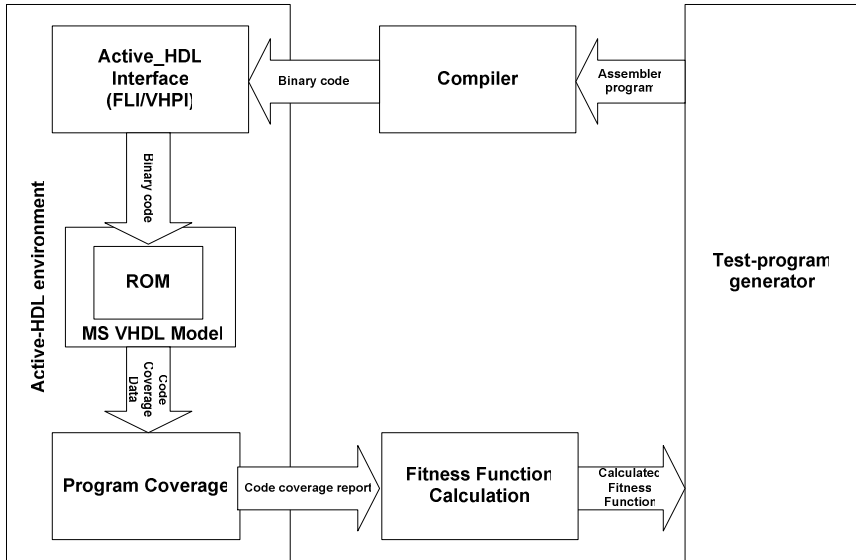 Active_HDL
Interface
(FLI/VHPI)
Binary code
Compiler
Assembler
program
Binary code
Active-HDL environment
ROM
MS VHDL Model
Test-program
generator
Code
Coverage
Data
Program Coverage
Code coverage report
Fitness Function
Calculation
Calculated
Fitness
Function